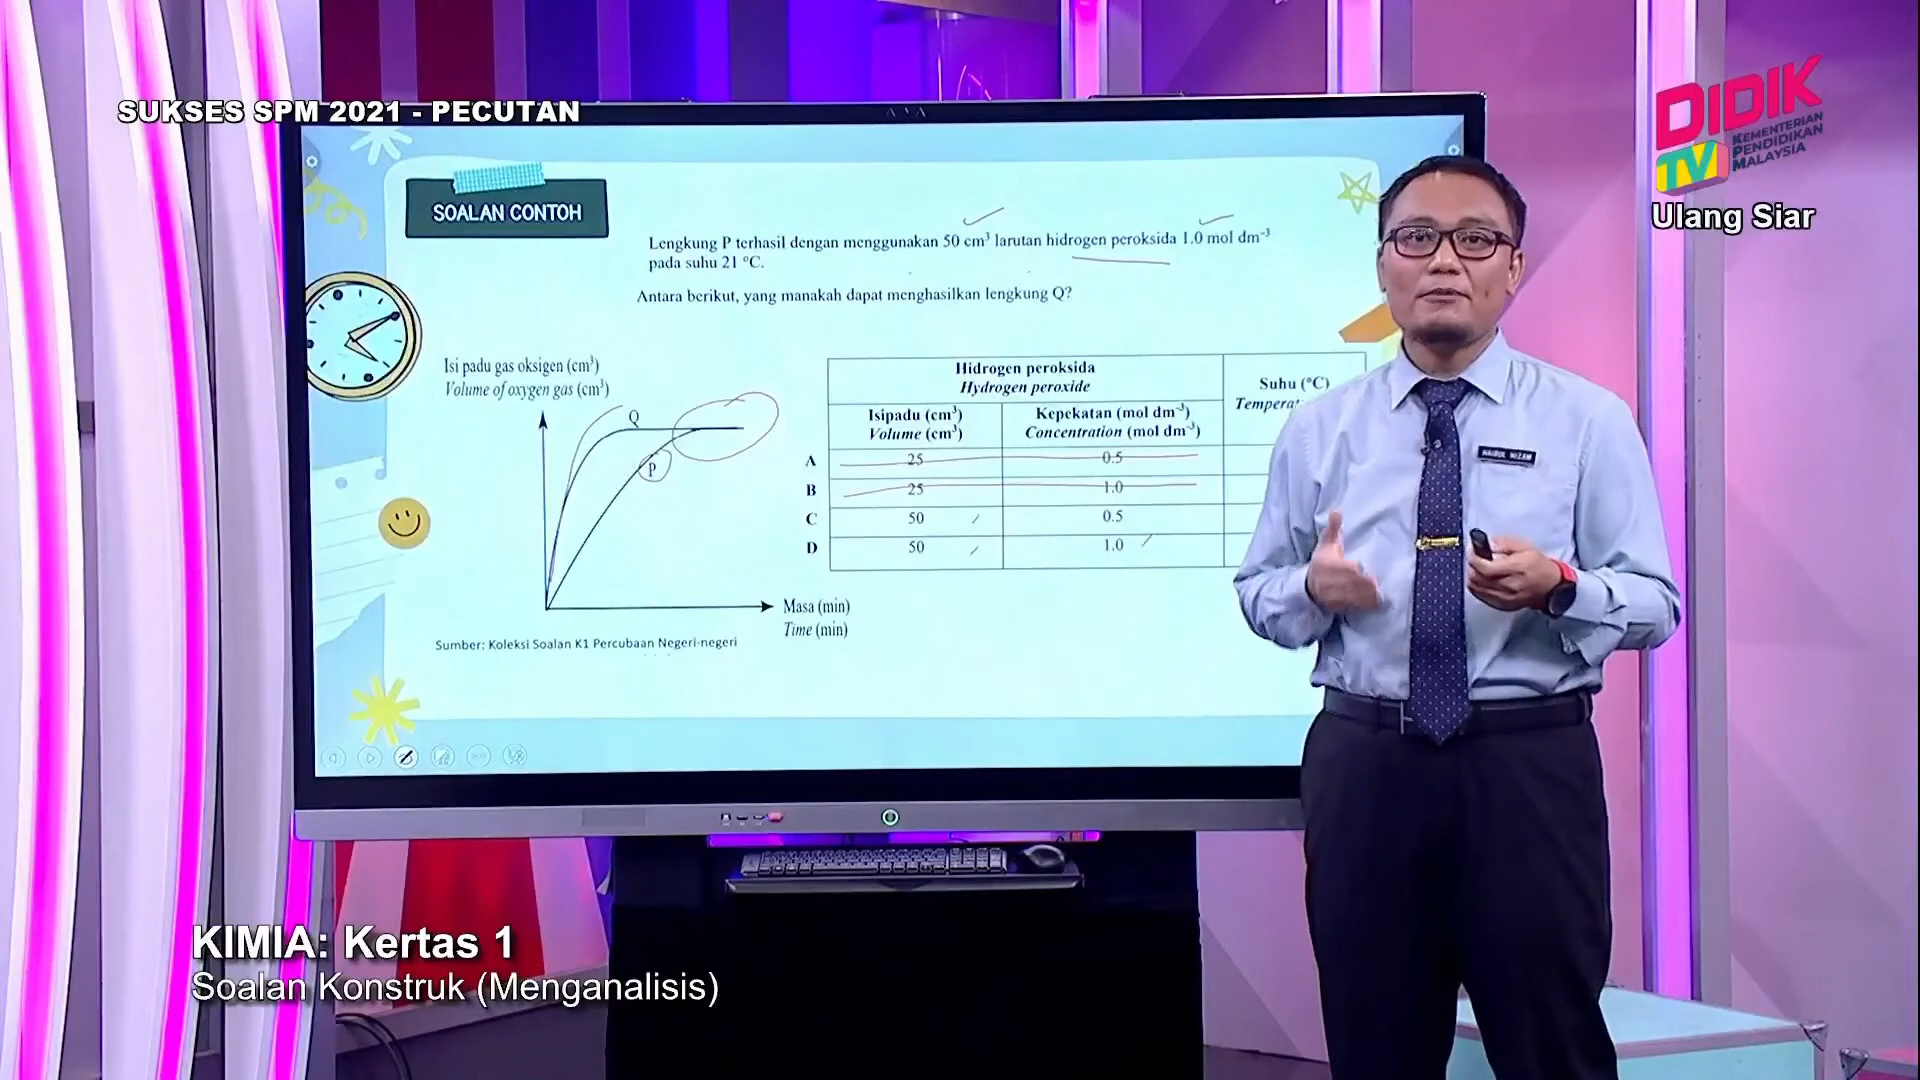 SUKSES SPM 2021 - PECUTAN
DIDIK
TV
KEMENTERIAN
PENDIDIKAN
MALAYSIA
Ulang Siar
SOALAN CONTOH
Lengkung P terhasil dengan menggunakan 50 cm³ larutan hidrogen peroksida 1.0 mol dm⁻³
pada suhu 21 °C.
Antara berikut, yang manakah dapat menghasilkan lengkung Q?
Isi padu gas oksigen (cm³)
Volume of oxygen gas (cm³)
Q
P
Masa (min)
Time (min)
Sumber: Koleksi Soalan K1 Percubaan Negeri-negeri
Hidrogen peroksida
Hydrogen peroxide
Suhu (°C)
Isipadu (cm³) Kepekatan (mol dm⁻³)
Volume (cm³) Concentration (mol dm⁻³)
A 25 0.5
B 25 1.0
C 50 0.5
D 50 1.0
KIMIA: Kertas 1
Soalan Konstruk (Menganalisis)